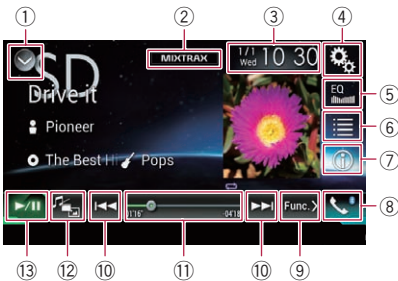 ① ② ③ ④
SD
MIXTRAX
1/1
Wed
10 30
EQ
⑤
Drive-it
Pioneer
⑥
The Best Hi Pops
⑦
01'16"
-04'18
Func.
⑧
⑬ ⑫ ⑩ ⑪ ⑩ ⑨